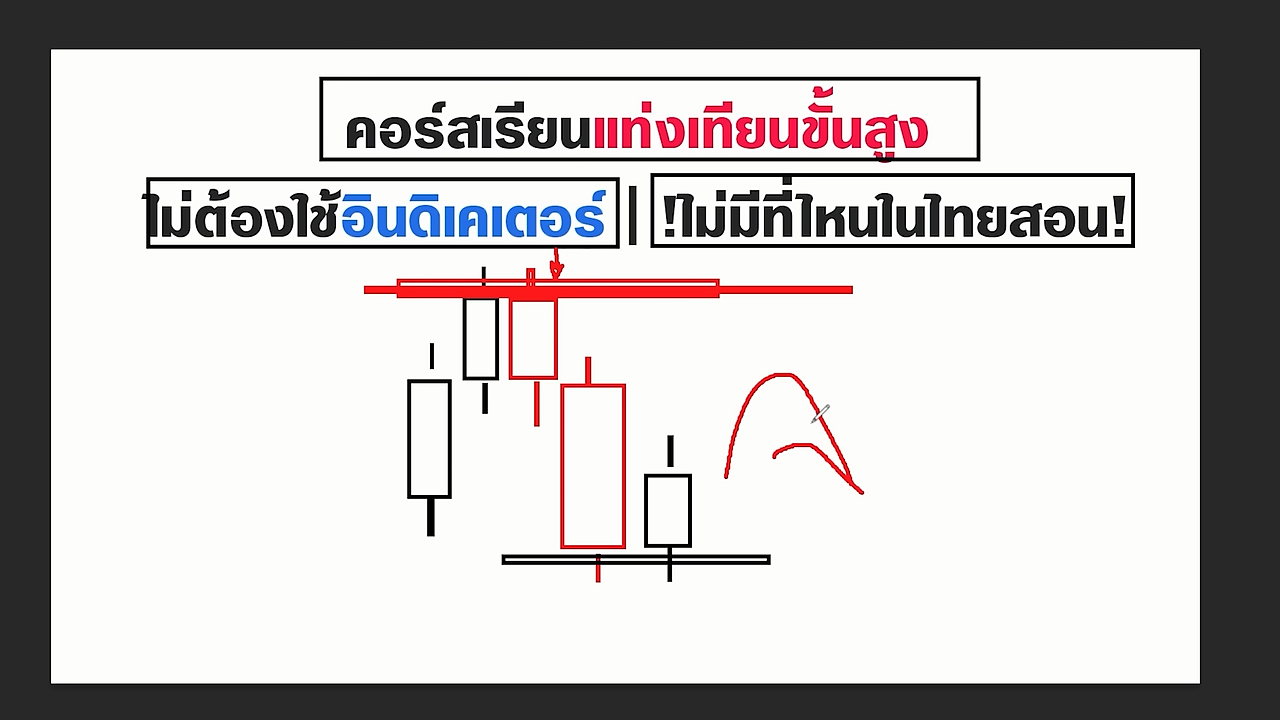 คอร์สเรียนแท่งเทียนขั้นสูง
ไม่ต้องใช้อินดิเคเตอร์ | !ไม่มีที่ไหนในไทยสอน!